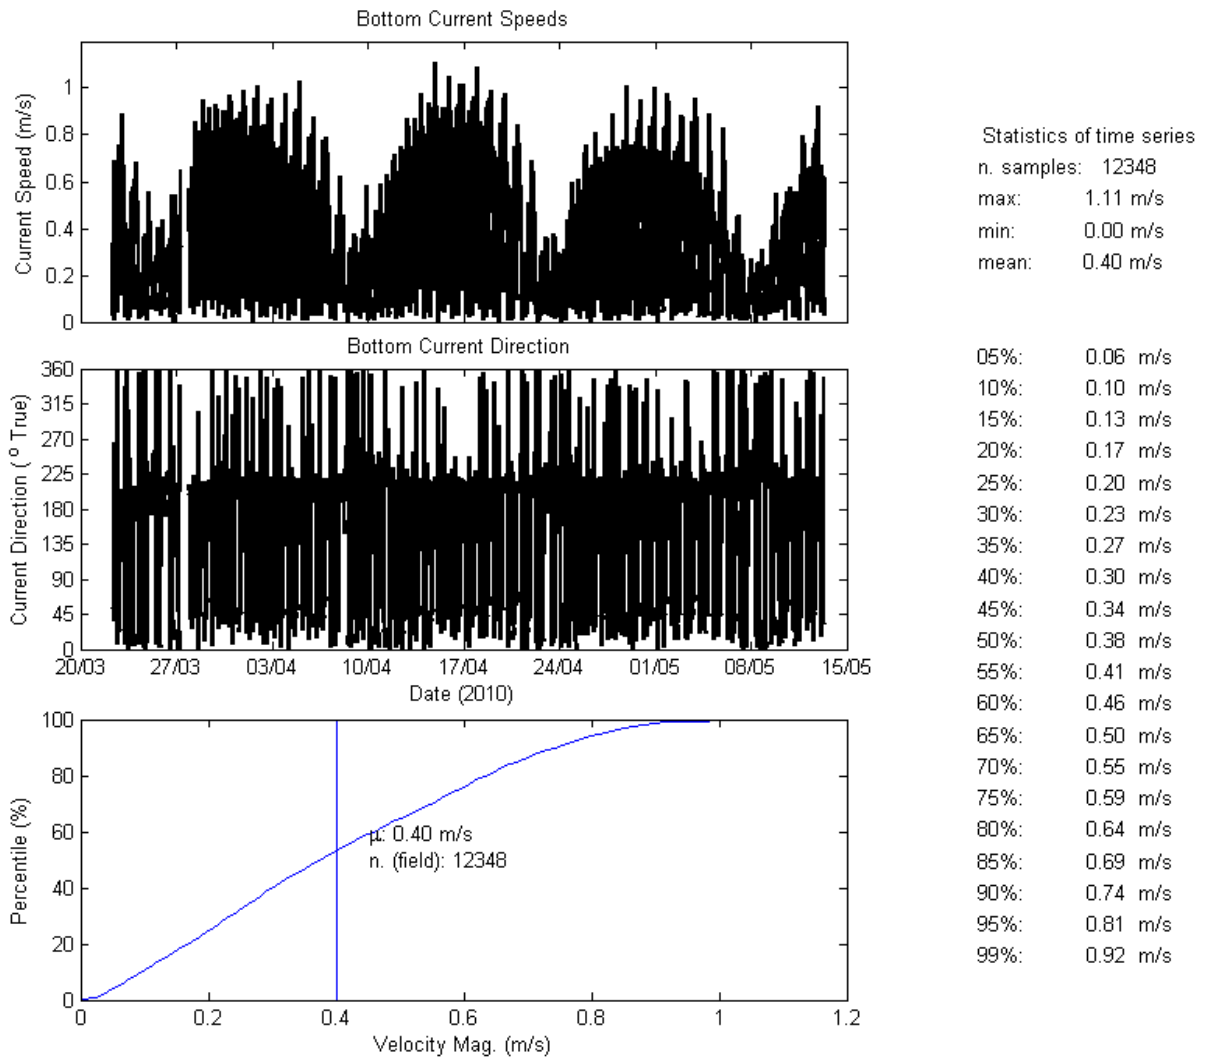 Bottom Current Speeds
Current Speed (m/s)
1
0.8
0.6
0.4
0.2
0
Bottom Current Direction
Current Direction ( º True)
360
315
270
225
180
135
90
45
0
20/03 27/03 03/04 10/04 17/04 24/04 01/05 08/05 15/05
Date (2010)
Percentile (%)
100
80
60
40
20
0
µ: 0.40 m/s
n. (field): 12348
0 0.2 0.4 0.6 0.8 1 1.2
Velocity Mag. (m/s)
Statistics of time series
n. samples: 12348
max: 1.11 m/s
min: 0.00 m/s
mean: 0.40 m/s
05%: 0.06 m/s
10%: 0.10 m/s
15%: 0.13 m/s
20%: 0.17 m/s
25%: 0.20 m/s
30%: 0.23 m/s
35%: 0.27 m/s
40%: 0.30 m/s
45%: 0.34 m/s
50%: 0.38 m/s
55%: 0.41 m/s
60%: 0.46 m/s
65%: 0.50 m/s
70%: 0.55 m/s
75%: 0.59 m/s
80%: 0.64 m/s
85%: 0.69 m/s
90%: 0.74 m/s
95%: 0.81 m/s
99%: 0.92 m/s